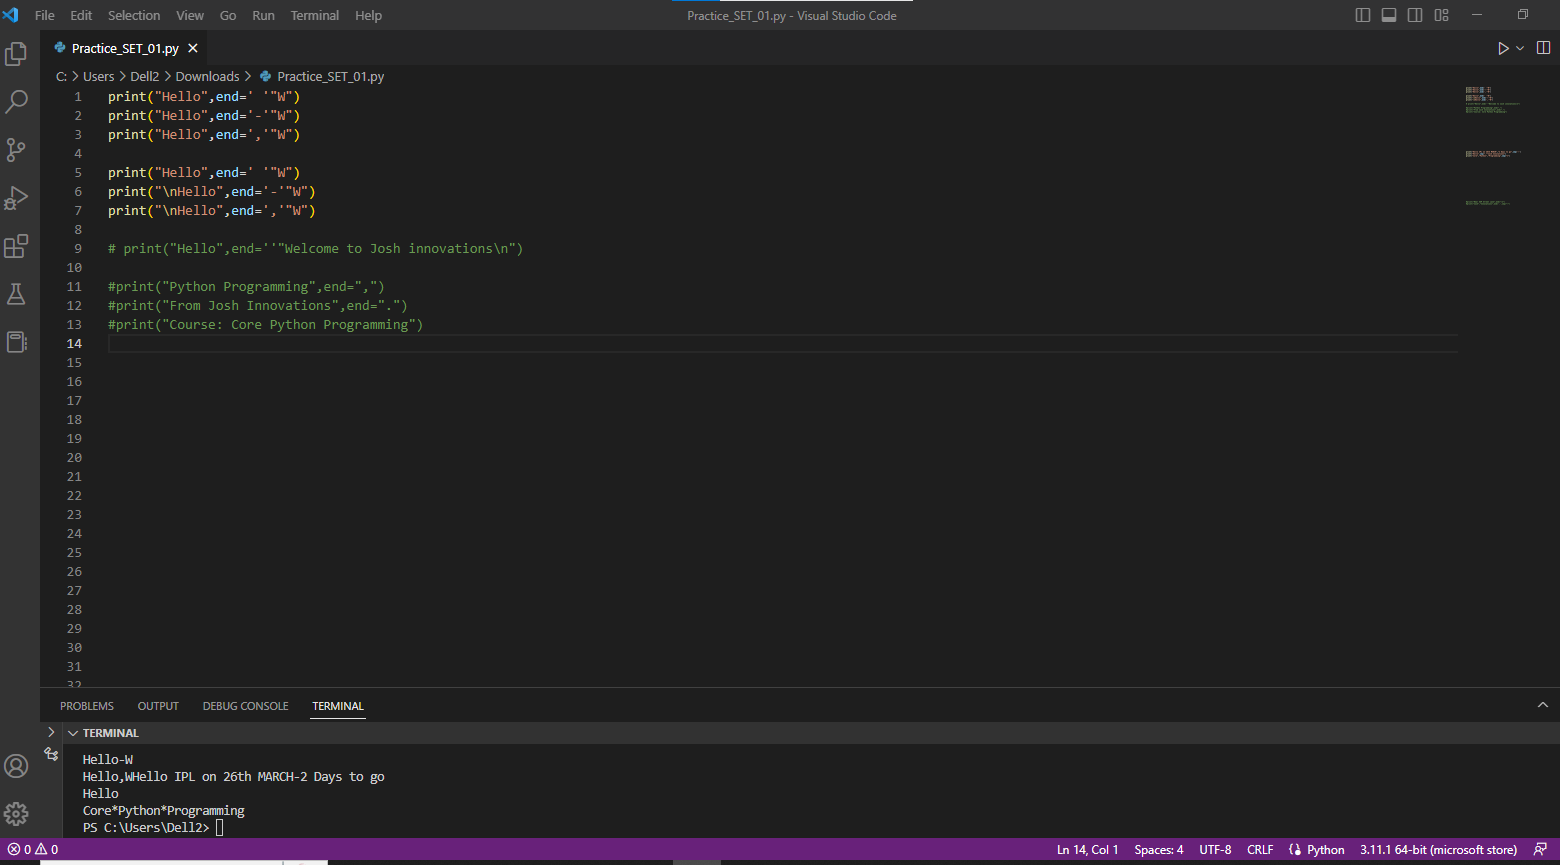 File Edit Selection View Go Run Terminal Help
Practice_SET_01.py - Visual Studio Code
Practice_SET_01.py
C: > Users > Dell2 > Downloads > Practice_SET_01.py
1 print("Hello",end=' '"W")
2 print("Hello",end='-'"W")
3 print("Hello",end=','"W")
4
5 print("Hello",end=' '"W")
6 print("\nHello",end='-'"W")
7 print("\nHello",end=','"W")
8
9 # print("Hello",end=''"Welcome to Josh innovations\n")
10
11 #print("Python Programming",end=",")
12 #print("From Josh Innovations",end=".")
13 #print("Course: Core Python Programming")
14
15
16
17
18
19
20
21
22
23
24
25
26
27
28
29
30
31
32
PROBLEMS OUTPUT DEBUG CONSOLE TERMINAL
TERMINAL
Hello-W
Hello,WHello IPL on 26th MARCH-2 Days to go
Hello
Core*Python*Programming
PS C:\Users\Dell2>
0 0 Ln 14, Col 1 Spaces: 4 UTF-8 CRLF Python 3.11.1 64-bit (microsoft store)